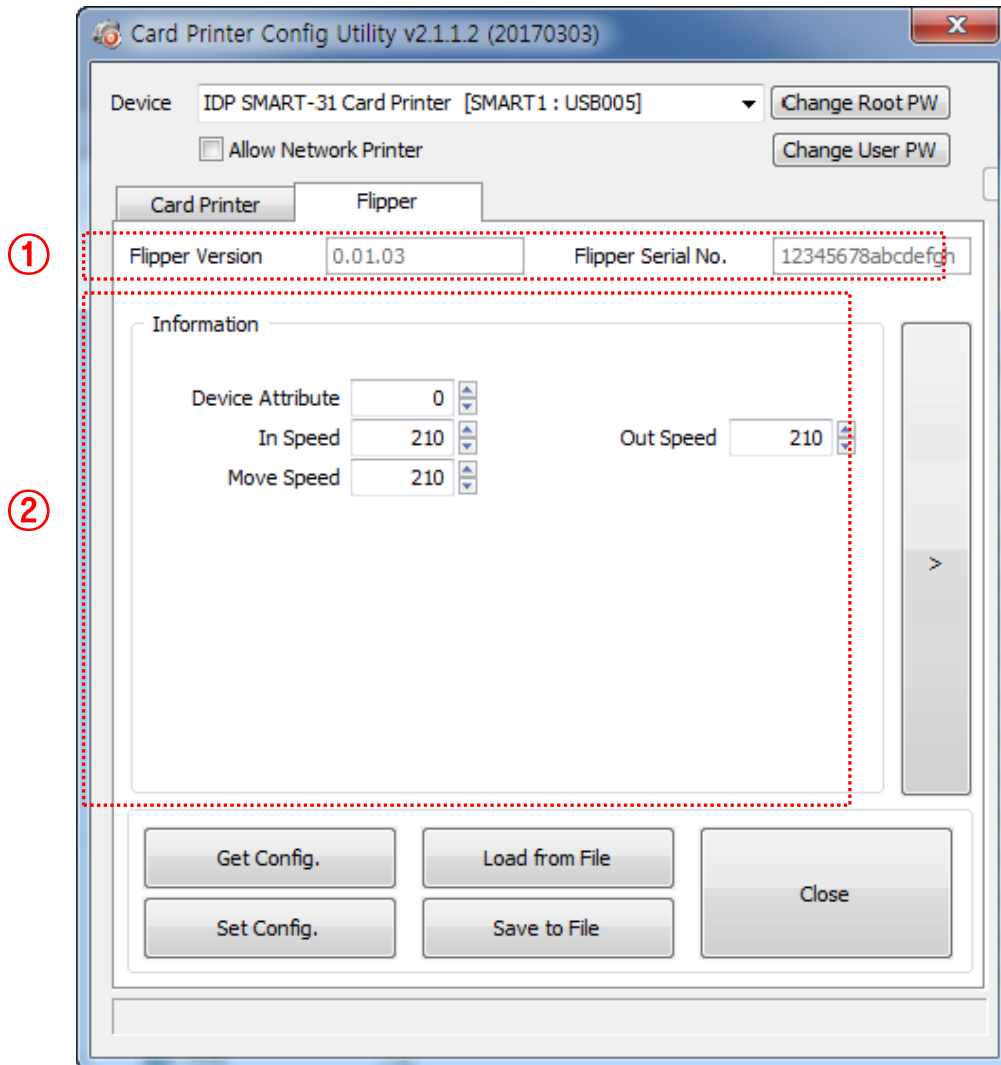 Card Printer Config Utility v2.1.1.2 (20170303)
x
Device IDP SMART-31 Card Printer [SMART1 : USB005] Change Root PW
Allow Network Printer Change User PW
Card Printer Flipper
① Flipper Version 0.01.03 Flipper Serial No. 12345678abcdefgh
Information
Device Attribute 0
In Speed 210 Out Speed 210
② Move Speed 210
>
Get Config. Load from File
Close
Set Config. Save to File